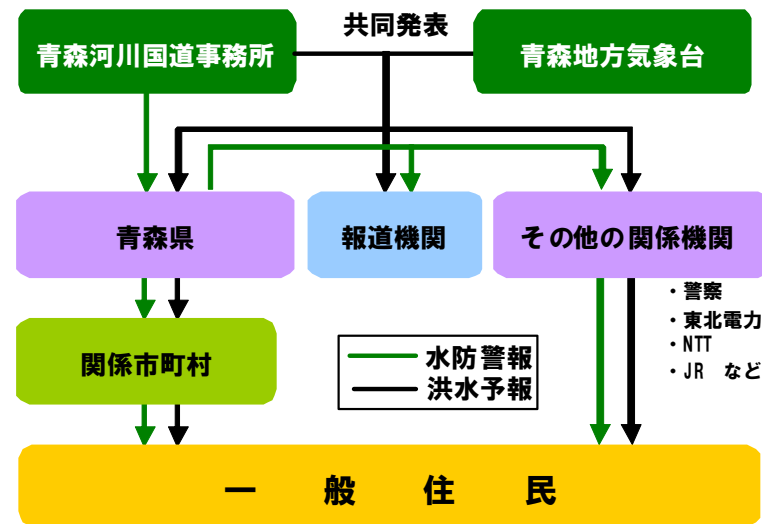 共同発表
青森河川国道事務所
青森地方気象台
青森県
報道機関
その他の関係機関
・警察
・東北電力
・NTT
・JR など
関係市町村
水防警報
洪水予報
一般住民